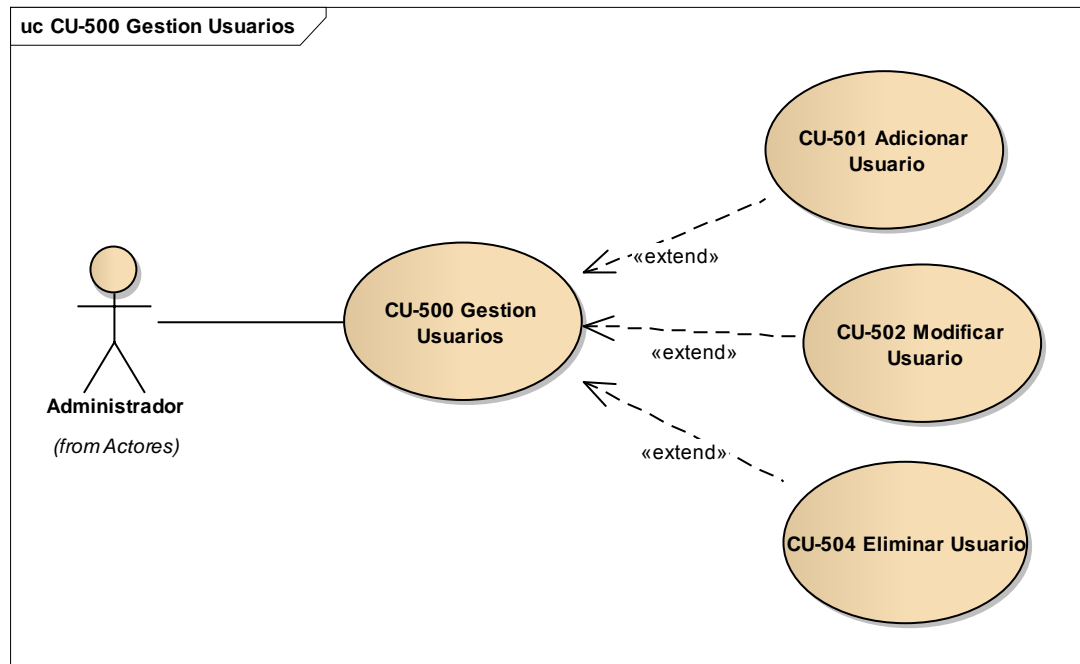 uc CU-500 Gestion Usuarios
CU-501 Adicionar
Usuario
«extend»
CU-500 Gestion
Usuarios
CU-502 Modificar
Usuario
«extend»
Administrador
(from Actores)
«extend»
CU-504 Eliminar Usuario